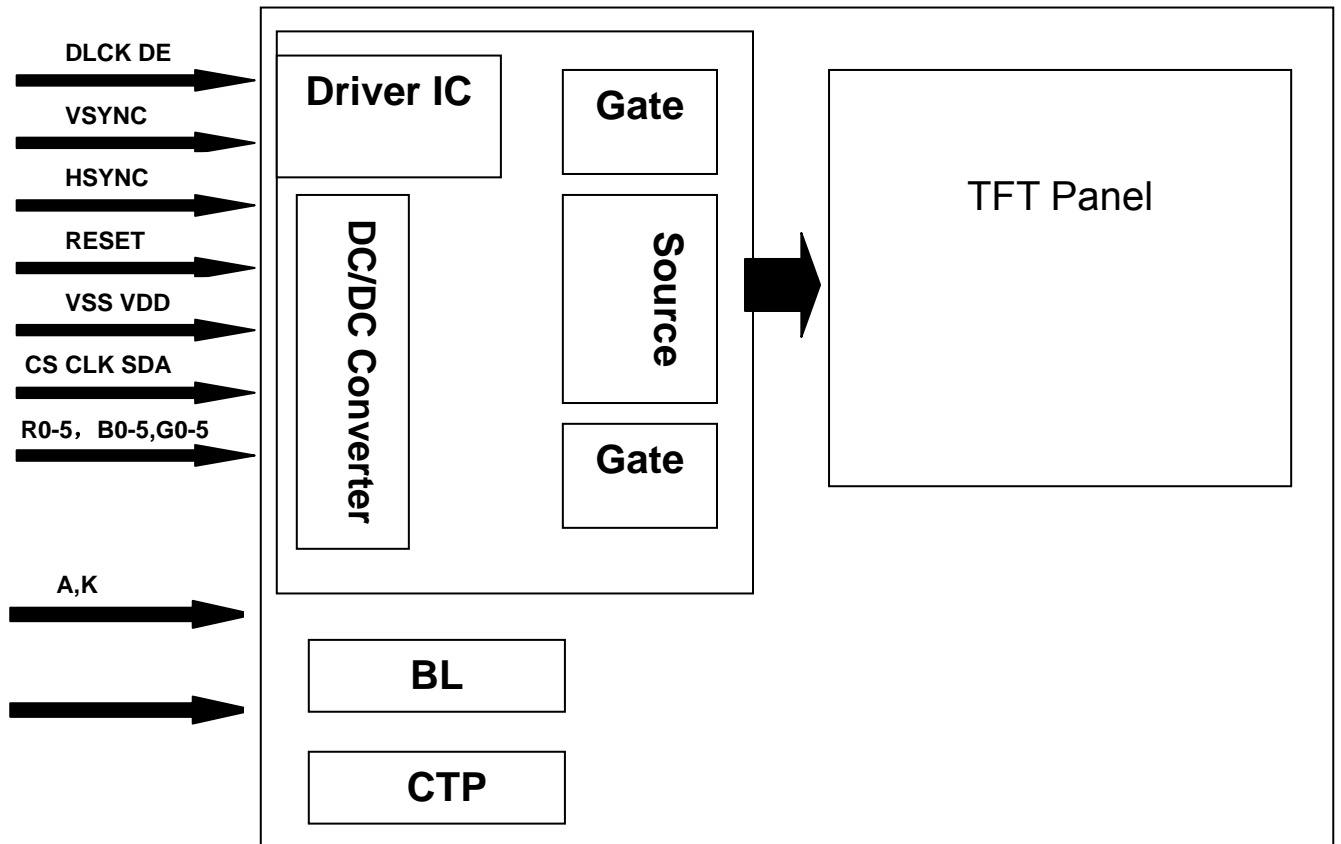 DLCK DE
VSYNC
HSYNC
RESET
VSS VDD
CS CLK SDA
R0-5，B0-5,G0-5
A,K
Driver IC
DC/DC Converter
Gate
Source
Gate
BL
CTP
TFT Panel